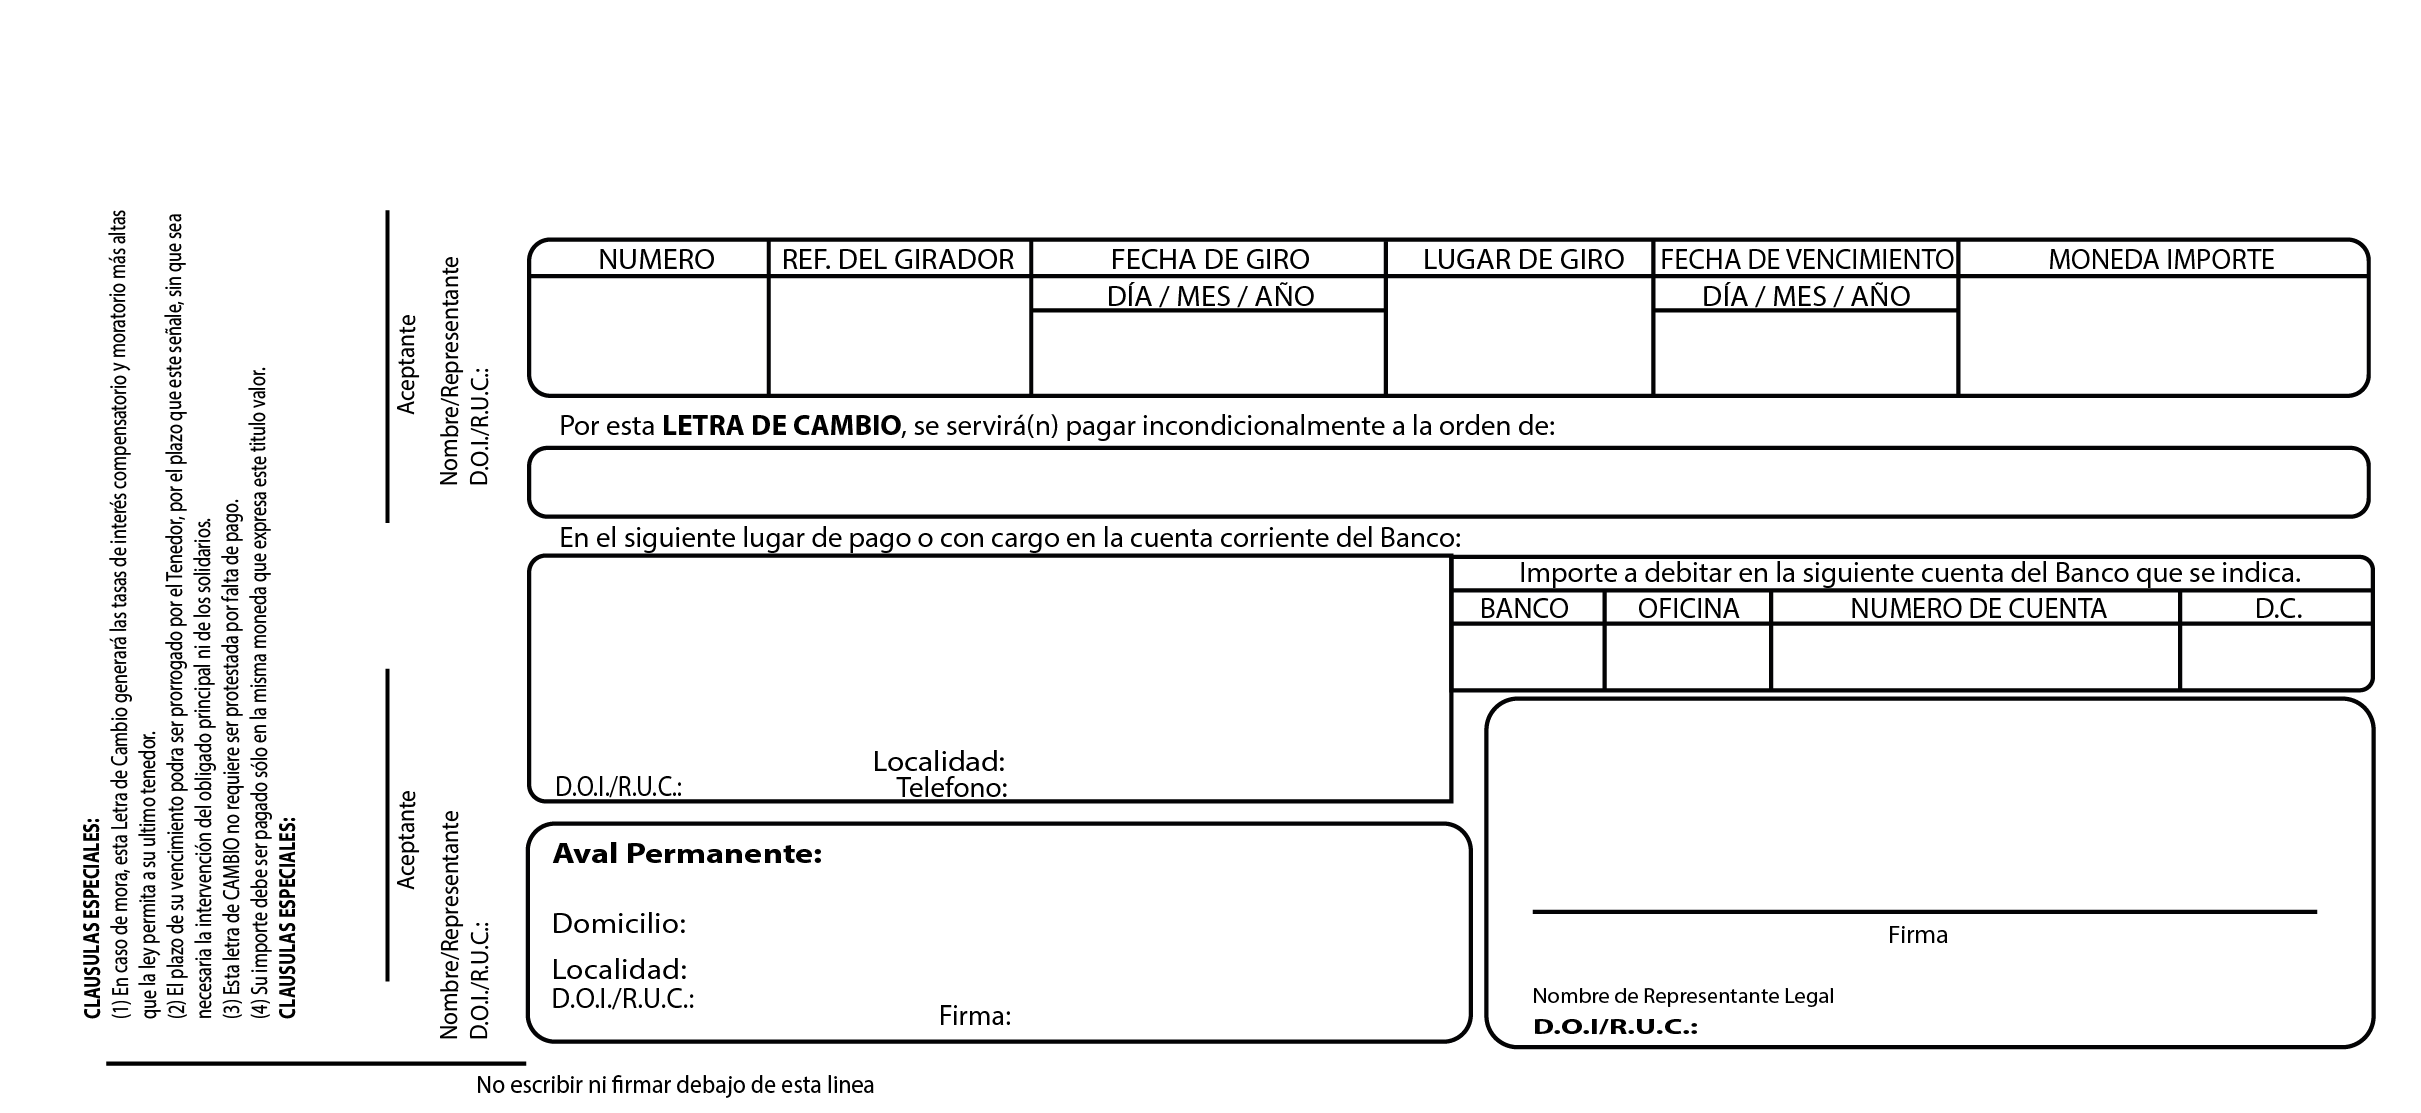 CLAUSULAS ESPECIALES:
(1) En caso de mora, esta Letra de Cambio generará las tasas de interés compensatorio y moratorio más altas
que la ley permita a su ultimo tenedor.
(2) El plazo de su vencimiento podra ser prorrogado por el Tenedor, por el plazo que este señale, sin que sea
necesaria la intervención del obligado principal ni de los solidarios.
(3) Esta letra de CAMBIO no requiere ser protestada por falta de pago.
(4) Su importe debe ser pagado sólo en la misma moneda que expresa este titulo valor.
CLAUSULAS ESPECIALES:
Aceptante
Nombre/Representante
D.O.I./R.U.C.:
Aceptante
Nombre/Representante
D.O.I./R.U.C.:
NUMERO REF. DEL GIRADOR FECHA DE GIRO LUGAR DE GIRO FECHA DE VENCIMIENTO MONEDA IMPORTE
DÍA / MES / AÑO DÍA / MES / AÑO
Por esta LETRA DE CAMBIO, se servirá(n) pagar incondicionalmente a la orden de:
En el siguiente lugar de pago o con cargo en la cuenta corriente del Banco:
Importe a debitar en la siguiente cuenta del Banco que se indica.
BANCO OFICINA NUMERO DE CUENTA D.C.
Localidad:
D.O.I./R.U.C.: Telefono:
Aval Permanente:
Domicilio:
Localidad:
D.O.I./R.U.C.:
Firma:
Firma
Nombre de Representante Legal
D.O.I/R.U.C.:
No escribir ni firmar debajo de esta linea